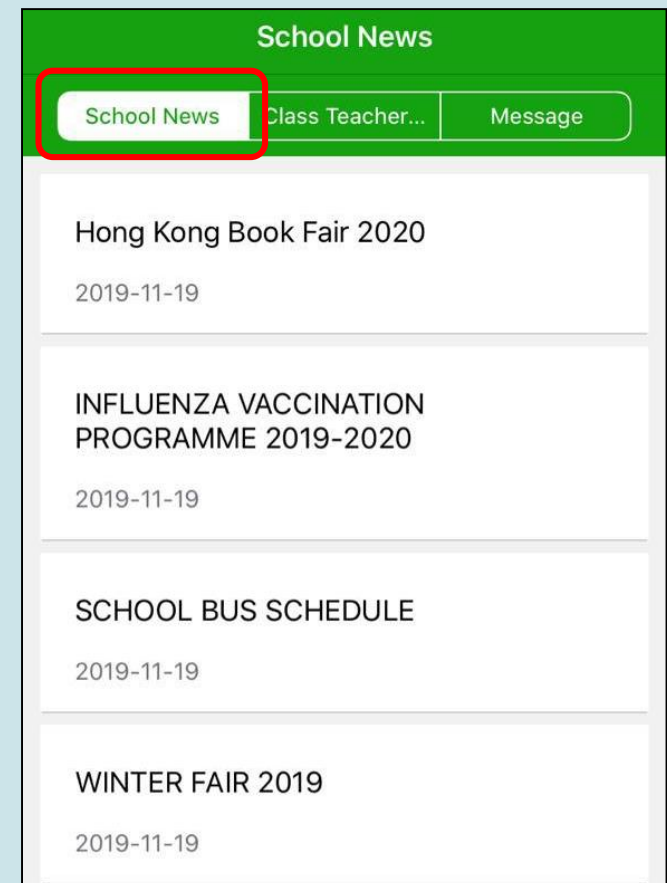 School News
School News
Class Teacher...
Message
Hong Kong Book Fair 2020
2019-11-19
INFLUENZA VACCINATION
PROGRAMME 2019-2020
2019-11-19
SCHOOL BUS SCHEDULE
2019-11-19
WINTER FAIR 2019
2019-11-19